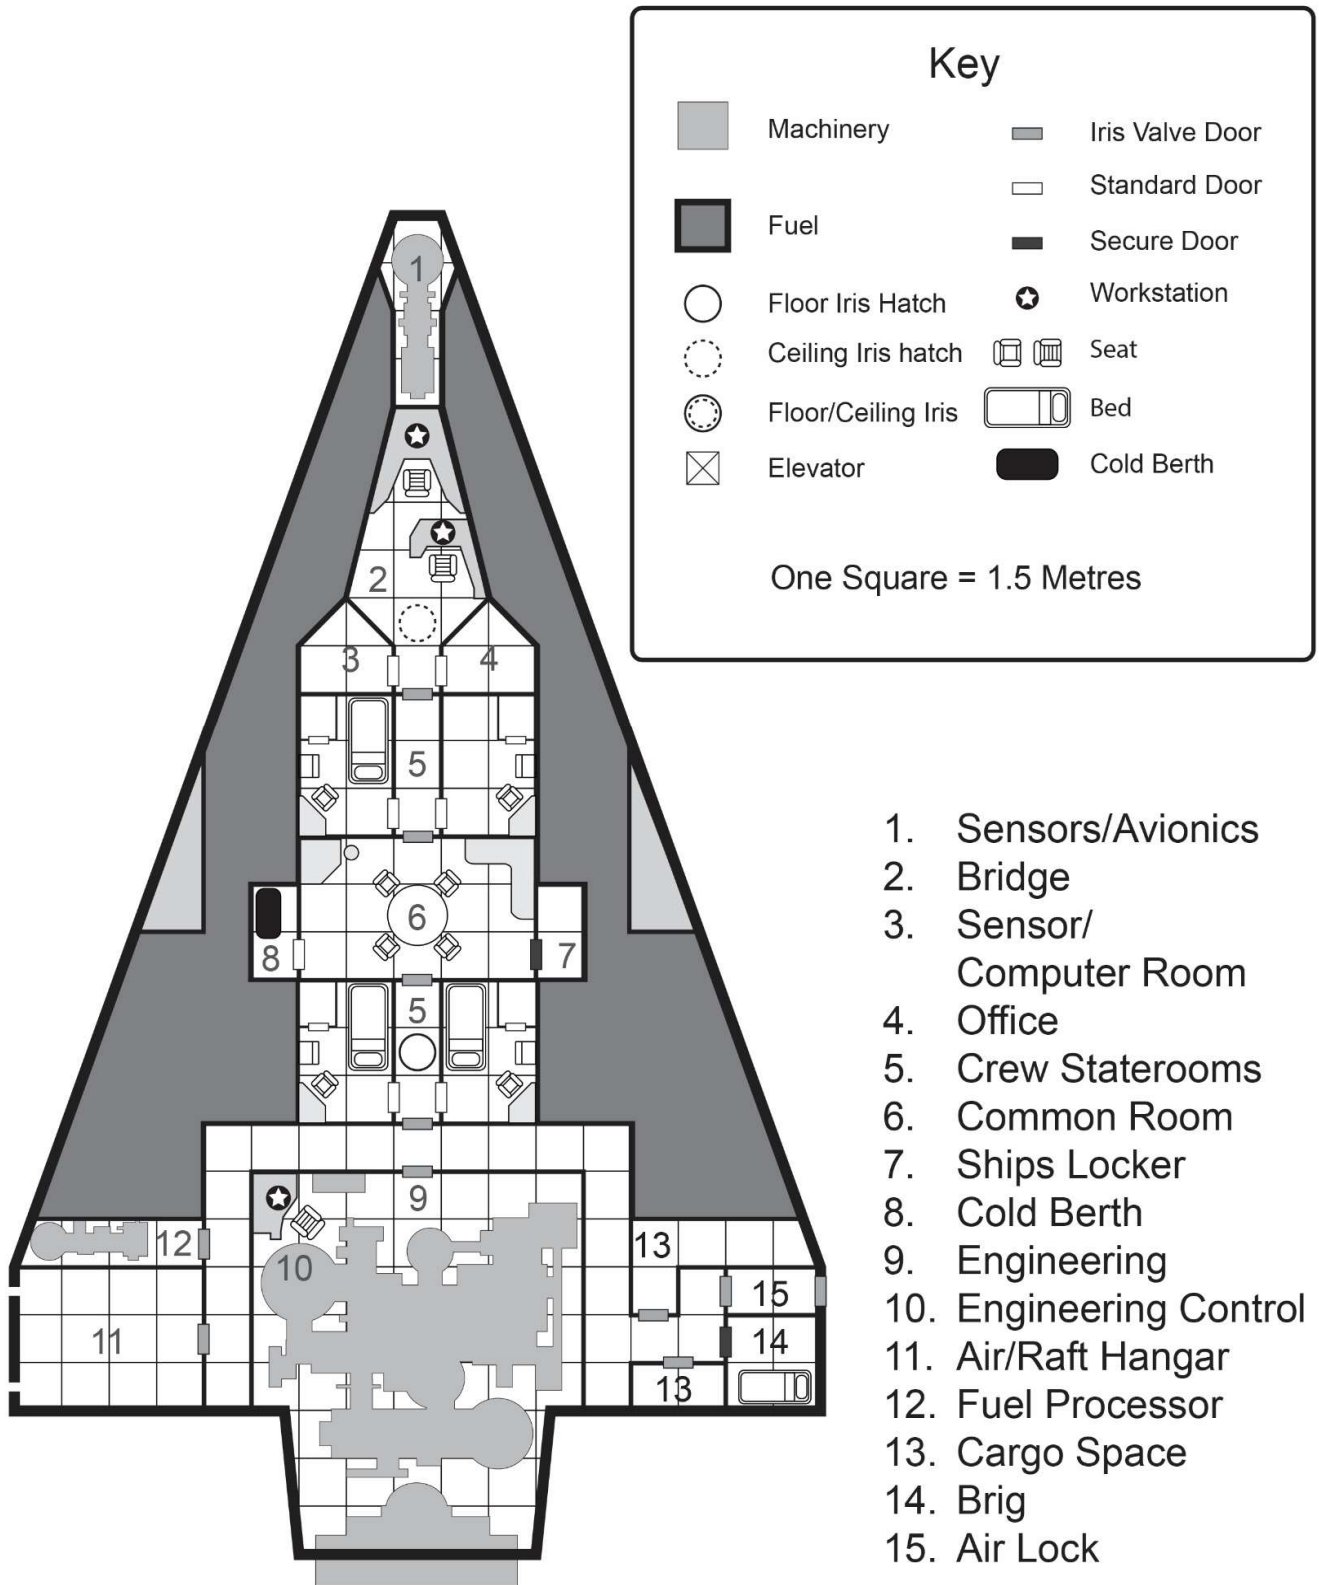 Key
Machinery
Fuel
Floor Iris Hatch
Ceiling Iris hatch
Floor/Ceiling Iris
Elevator
Iris Valve Door
Standard Door
Secure Door
Workstation
Seat
Bed
Cold Berth
One Square = 1.5 Metres
1
2
3
4
5
6
8
7
5
9
12
13
10
15
11
14
13
1. Sensors/Avionics
2. Bridge
3. Sensor/
Computer Room
4. Office
5. Crew Staterooms
6. Common Room
7. Ships Locker
8. Cold Berth
9. Engineering
10. Engineering Control
11. Air/Raft Hangar
12. Fuel Processor
13. Cargo Space
14. Brig
15. Air Lock